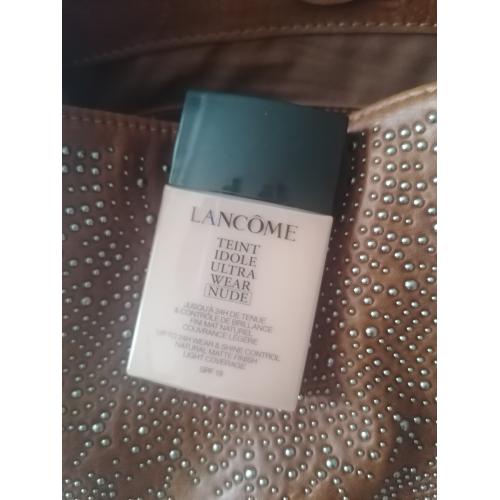 LANCÔME
TEINT
IDOLE
ULTRA
WEAR
NUDE
JUSQU'À 24H DE TENUE
& CONTRÔLE DE BRILLANCE
FINI MAT NATUREL
COUVRANCE LÉGÈRE
UP TO 24H WEAR & SHINE CONTROL
NATURAL MATTE FINISH
LIGHT COVERAGE
SPF 19